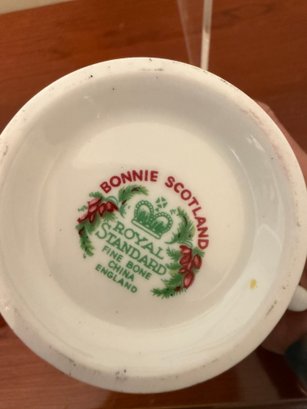 BONNIE SCOTLAND
ROYAL
STANDARD
FINE BONE
CHINA
ENGLAND